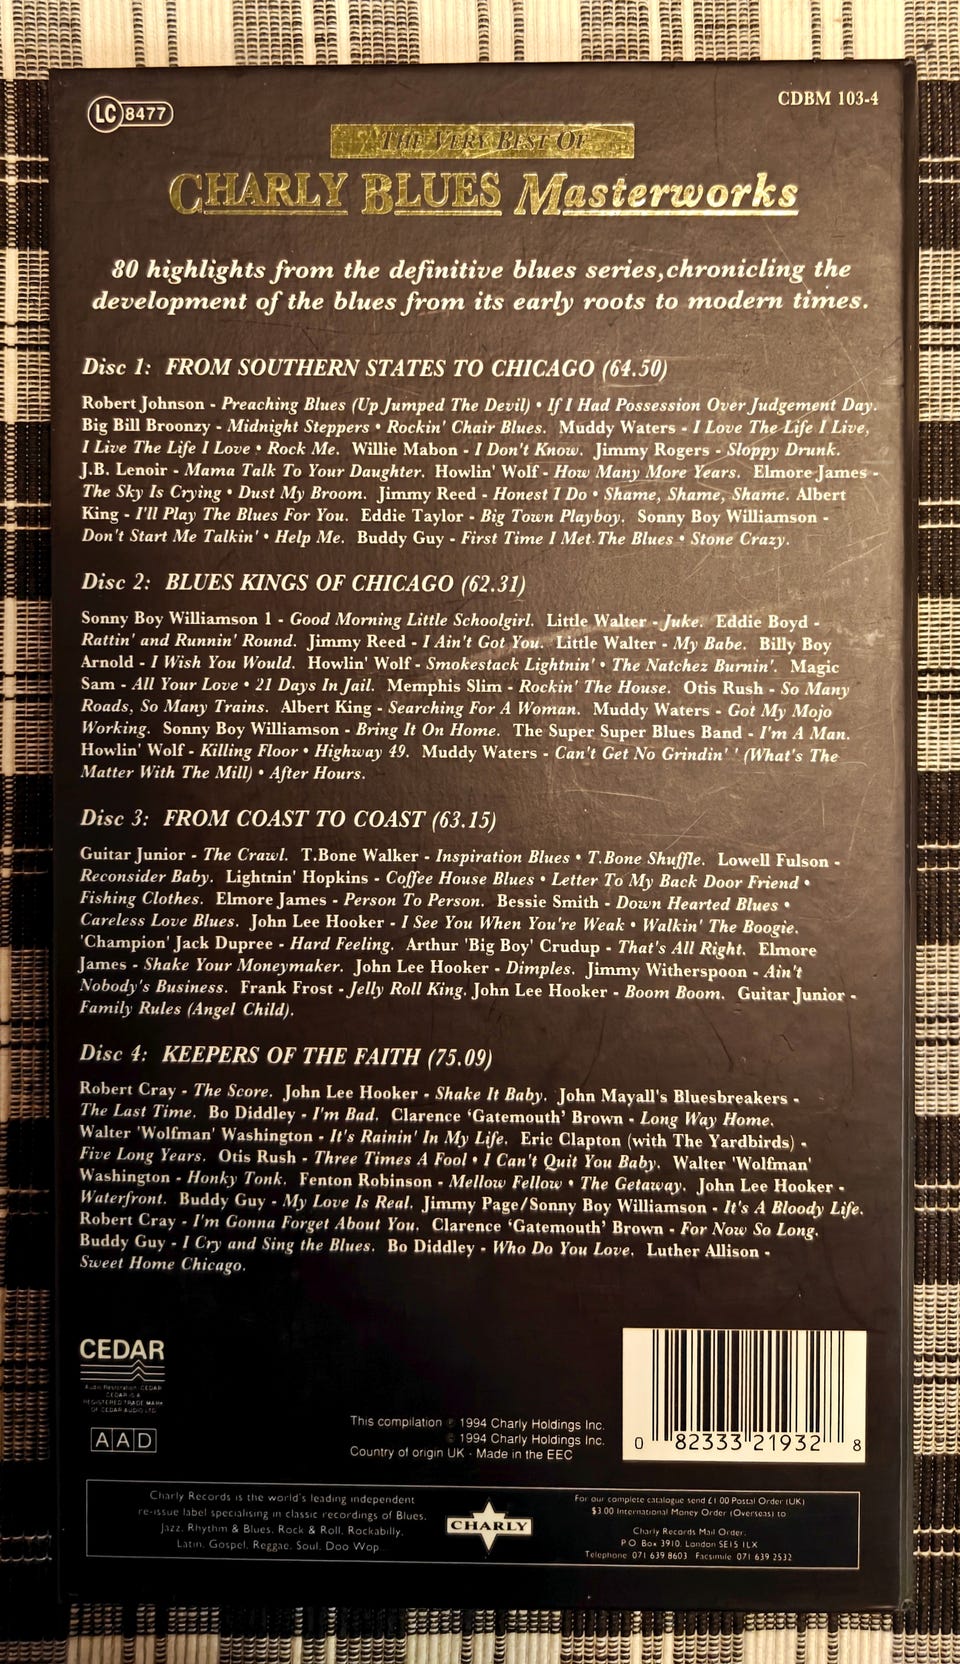 LC 8477
CDBM 103-4
THE VERY BEST OF
CHARLY BLUES Masterworks
80 highlights from the definitive blues series,chronicling the
development of the blues from its early roots to modern times.
Disc 1: FROM SOUTHERN STATES TO CHICAGO (64.50)
Robert Johnson - Preaching Blues (Up Jumped The Devil) • If I Had Possession Over Judgement Day.
Big Bill Broonzy - Midnight Steppers • Rockin' Chair Blues. Muddy Waters - I Love The Life I Live,
I Live The Life I Love • Rock Me. Willie Mabon - I Don't Know. Jimmy Rogers - Sloppy Drunk.
J.B. Lenoir - Mama Talk To Your Daughter. Howlin' Wolf - How Many More Years. Elmore James -
The Sky Is Crying • Dust My Broom. Jimmy Reed - Honest I Do • Shame, Shame, Shame. Albert
King - I'll Play The Blues For You. Eddie Taylor - Big Town Playboy. Sonny Boy Williamson -
Don't Start Me Talkin' • Help Me. Buddy Guy - First Time I Met The Blues • Stone Crazy.
Disc 2: BLUES KINGS OF CHICAGO (62.31)
Sonny Boy Williamson 1 - Good Morning Little Schoolgirl. Little Walter - Juke. Eddie Boyd -
Rattin' and Runnin' Round. Jimmy Reed - I Ain't Got You. Little Walter - My Babe. Billy Boy
Arnold - I Wish You Would. Howlin' Wolf - Smokestack Lightnin' • The Natchez Burnin'. Magic
Sam - All Your Love • 21 Days In Jail. Memphis Slim - Rockin' The House. Otis Rush - So Many
Roads, So Many Trains. Albert King - Searching For A Woman. Muddy Waters - Got My Mojo
Working. Sonny Boy Williamson - Bring It On Home. The Super Super Blues Band - I'm A Man.
Howlin' Wolf - Killing Floor • Highway 49. Muddy Waters - Can't Get No Grindin' ' (What's The
Matter With The Mill) • After Hours.
Disc 3: FROM COAST TO COAST (63.15)
Guitar Junior - The Crawl. T.Bone Walker - Inspiration Blues • T.Bone Shuffle. Lowell Fulson -
Reconsider Baby. Lightnin' Hopkins - Coffee House Blues • Letter To My Back Door Friend •
Fishing Clothes. Elmore James - Person To Person. Bessie Smith - Down Hearted Blues •
Careless Love Blues. John Lee Hooker - I See You When You're Weak • Walkin' The Boogie.
'Champion' Jack Dupree - Hard Feeling. Arthur 'Big Boy' Crudup - That's All Right. Elmore
James - Shake Your Moneymaker. John Lee Hooker - Dimples. Jimmy Witherspoon - Ain't
Nobody's Business. Frank Frost - Jelly Roll King. John Lee Hooker - Boom Boom. Guitar Junior -
Family Rules (Angel Child).
Disc 4: KEEPERS OF THE FAITH (75.09)
Robert Cray - The Score. John Lee Hooker - Shake It Baby. John Mayall's Bluesbreakers -
The Last Time. Bo Diddley - I'm Bad. Clarence ‘Gatemouth’ Brown - Long Way Home.
Walter 'Wolfman' Washington - It's Rainin' In My Life. Eric Clapton (with The Yardbirds) -
Five Long Years. Otis Rush - Three Times A Fool • I Can't Quit You Baby. Walter 'Wolfman'
Washington - Honky Tonk. Fenton Robinson - Mellow Fellow • The Getaway. John Lee Hooker -
Waterfront. Buddy Guy - My Love Is Real. Jimmy Page/Sonny Boy Williamson - It's A Bloody Life.
Robert Cray - I'm Gonna Forget About You. Clarence ‘Gatemouth’ Brown - For Now So Long.
Buddy Guy - I Cry and Sing the Blues. Bo Diddley - Who Do You Love. Luther Allison -
Sweet Home Chicago.
CEDAR
Audio Restoration CEDAR
CEDAR IS A
REGISTERED TRADE MARK
OF CEDAR AUDIO LTD
AAD
This compilation ℗ 1994 Charly Holdings Inc.
© 1994 Charly Holdings Inc.
Country of origin UK · Made in the EEC
0 82333 21932 8
Charly Records is the world's leading independent
re-issue label specialising in classic recordings of Blues,
Jazz, Rhythm & Blues, Rock & Roll, Rockabilly,
Latin, Gospel, Reggae, Soul, Doo Wop
CHARLY
For our complete catalogue send £1.00 Postal Order (UK)
$3.00 International Money Order (Overseas) to
Charly Records Mail Order,
P.O. Box 3910, London SE15 1LX
Telephone 071 639 8603 Facsimile 071 639 2532